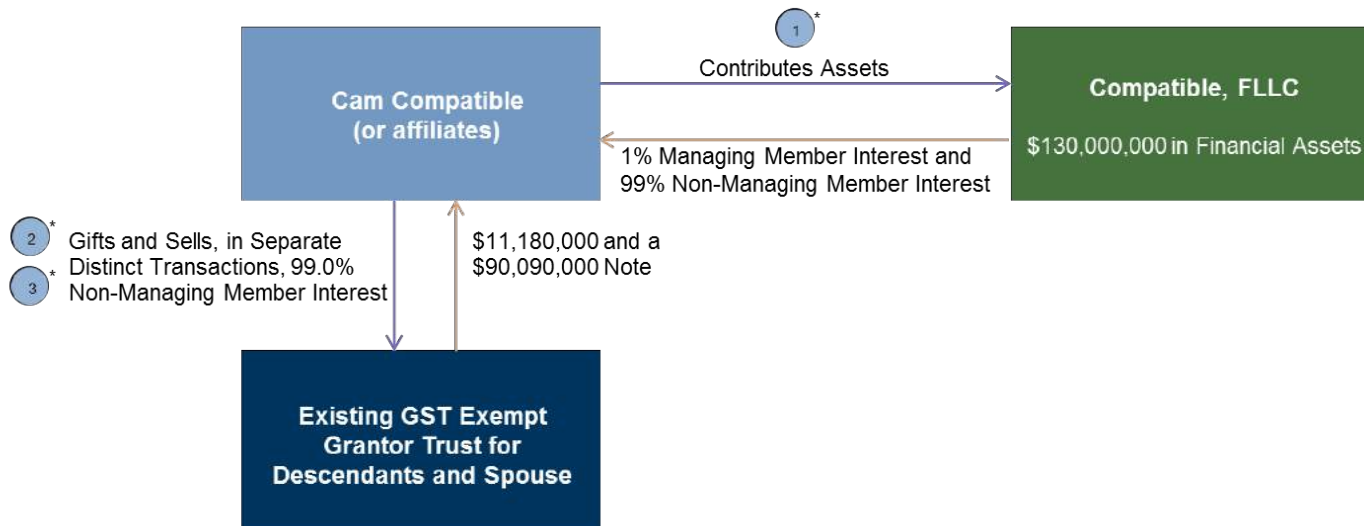 1*
Contributes Assets
Cam Compatible
(or affiliates)
Compatible, FLLC
$130,000,000 in Financial Assets
1% Managing Member Interest and
99% Non-Managing Member Interest
2* Gifts and Sells, in Separate
Distinct Transactions, 99.0%
3* Non-Managing Member Interest
$11,180,000 and a
$90,090,000 Note
Existing GST Exempt
Grantor Trust for
Descendants and Spouse